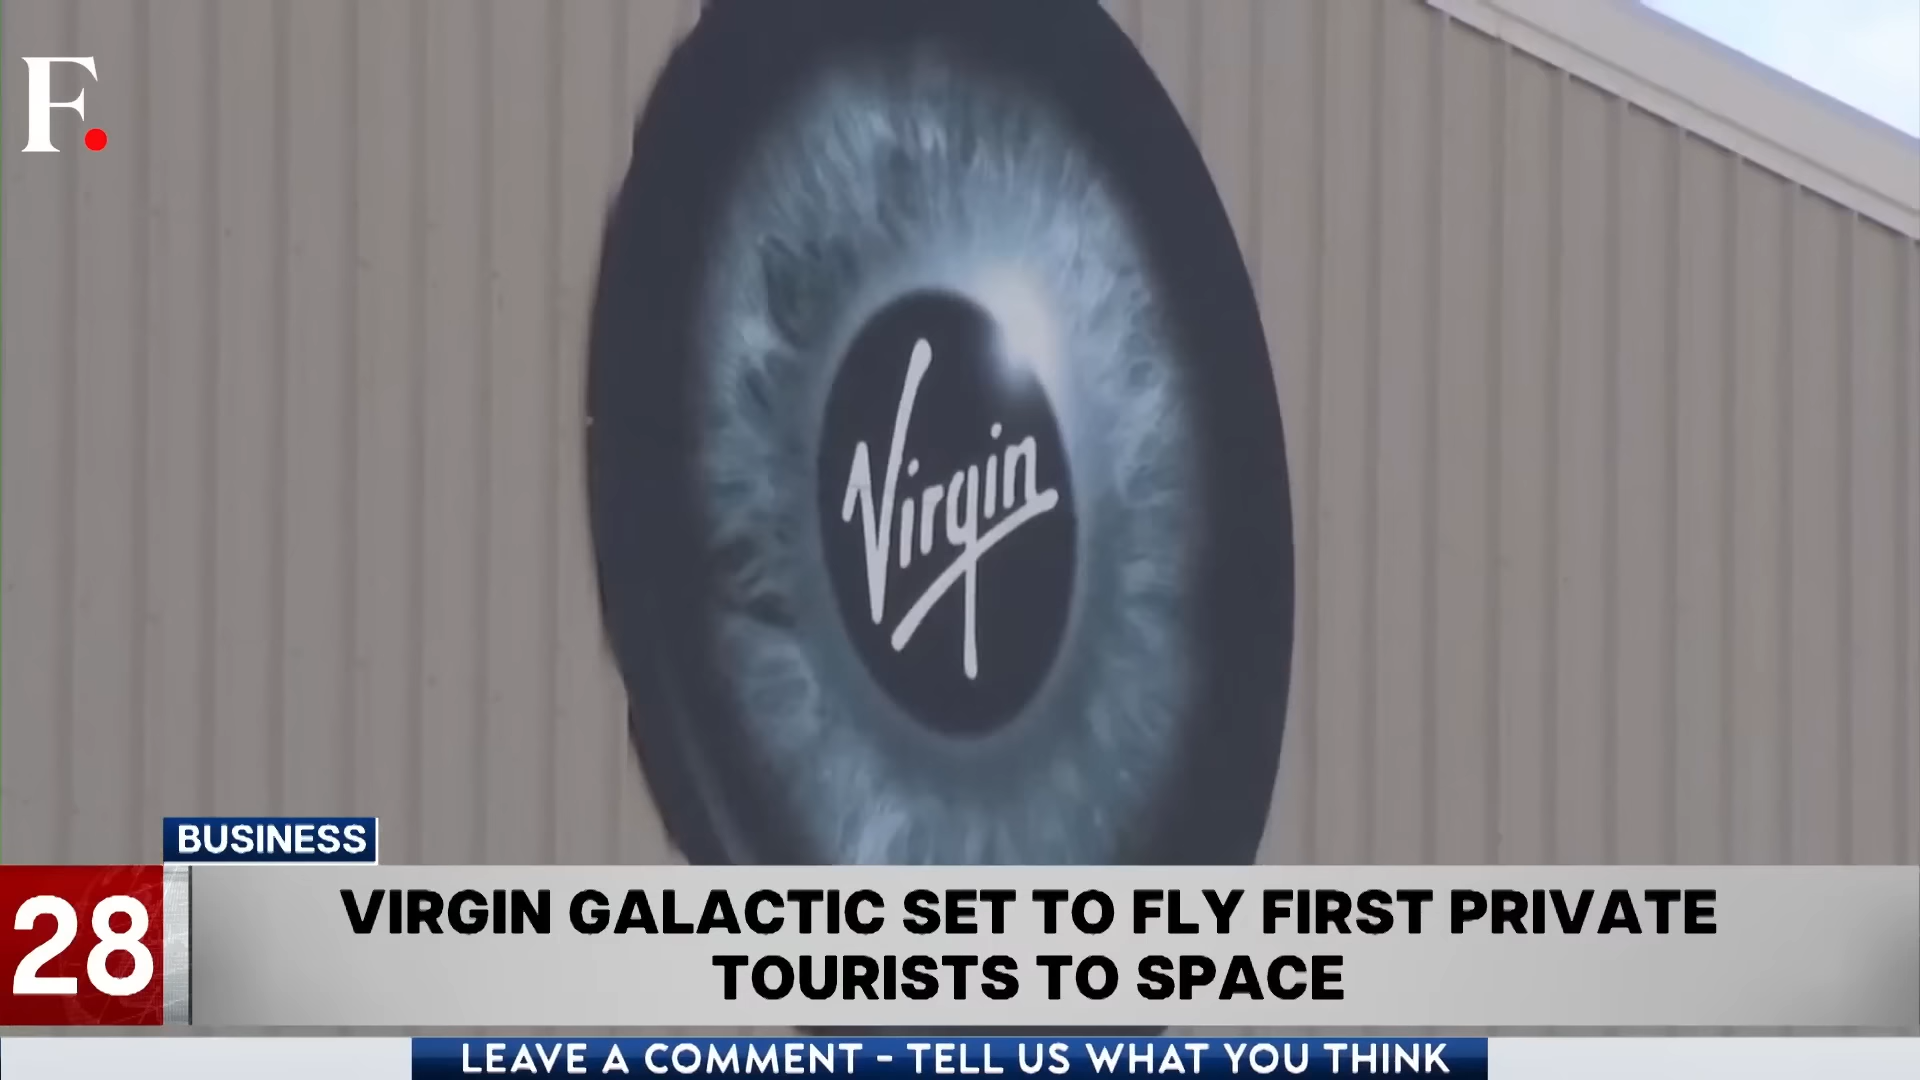 F.
Virgin
BUSINESS
28
VIRGIN GALACTIC SET TO FLY FIRST PRIVATE
TOURISTS TO SPACE
LEAVE A COMMENT - TELL US WHAT YOU THINK